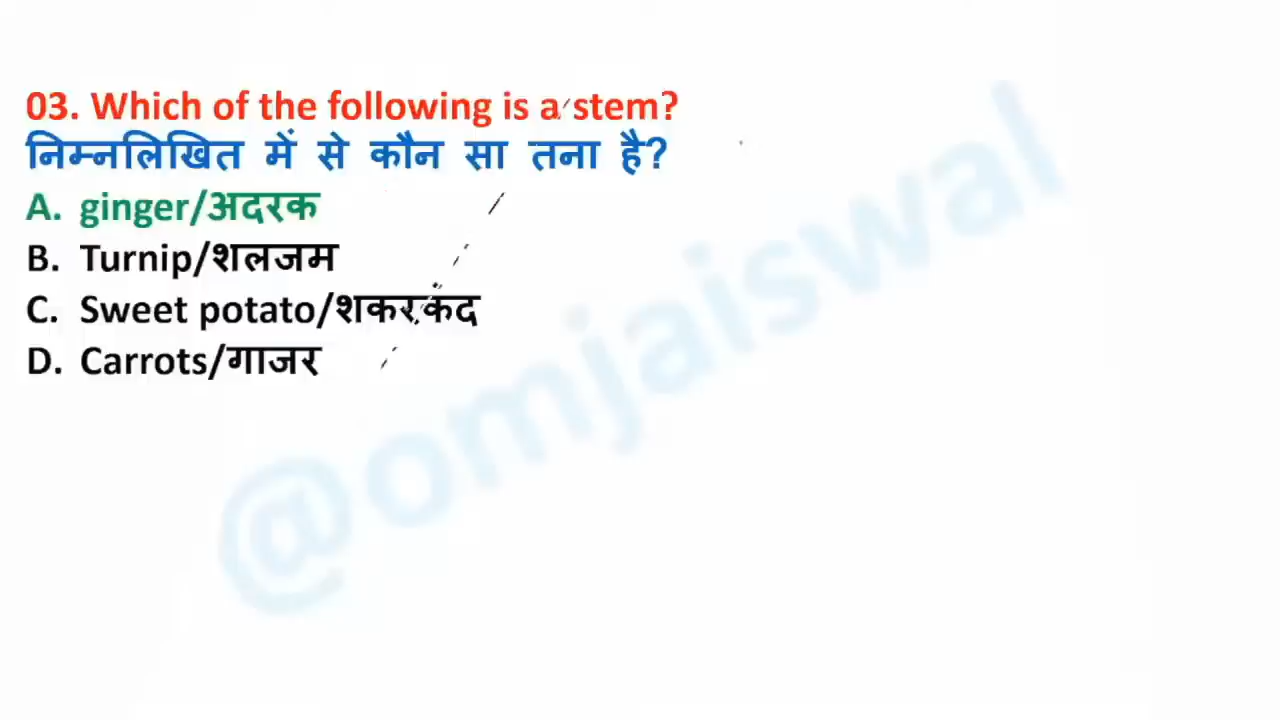 03. Which of the following is a stem?
निम्नलिखित में से कौन सा तना है?
A. ginger/अदरक
B. Turnip/शलजम
C. Sweet potato/शकरकंद
D. Carrots/गाजर
@omjaiswal